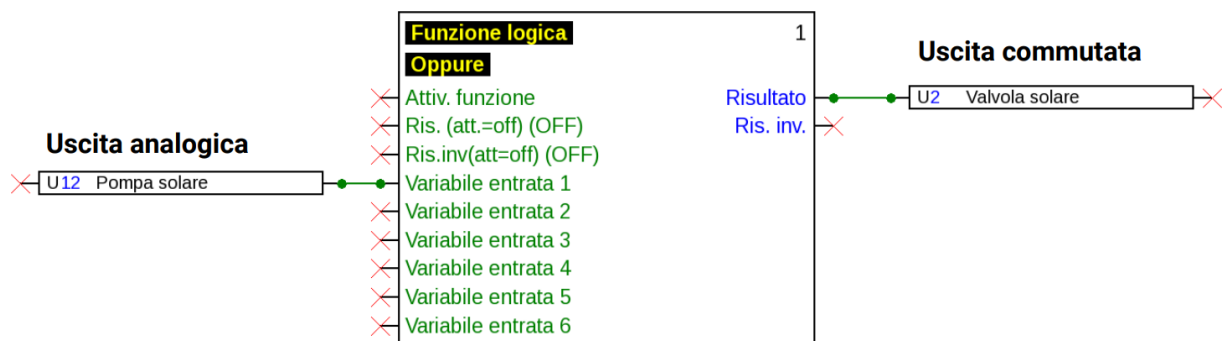 Funzione logica 1
Oppure
Uscita commutata
Attiv. funzione
Risultato
U2 Valvola solare
Ris. (att.=off) (OFF)
Ris. inv.
Uscita analogica
Ris.inv(att=off) (OFF)
U12 Pompa solare
Variabile entrata 1
Variabile entrata 2
Variabile entrata 3
Variabile entrata 4
Variabile entrata 5
Variabile entrata 6